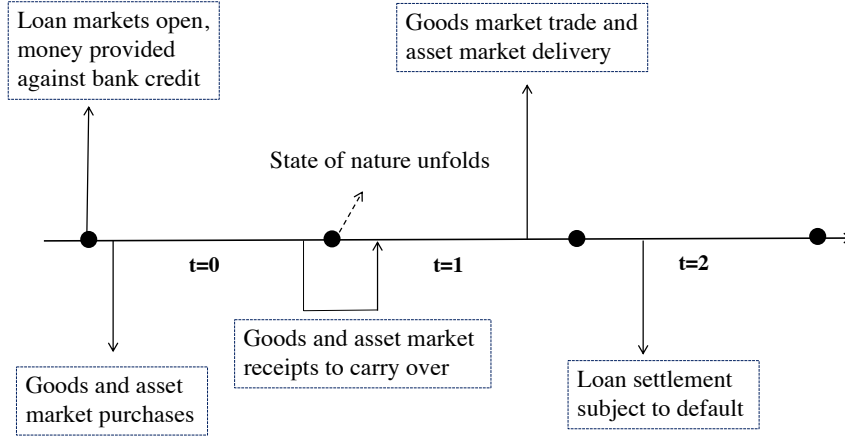 Loan markets open,
money provided
against bank credit
Goods market trade and
asset market delivery
State of nature unfolds
t=0
t=1
t=2
Goods and asset market
receipts to carry over
Goods and asset
market purchases
Loan settlement
subject to default